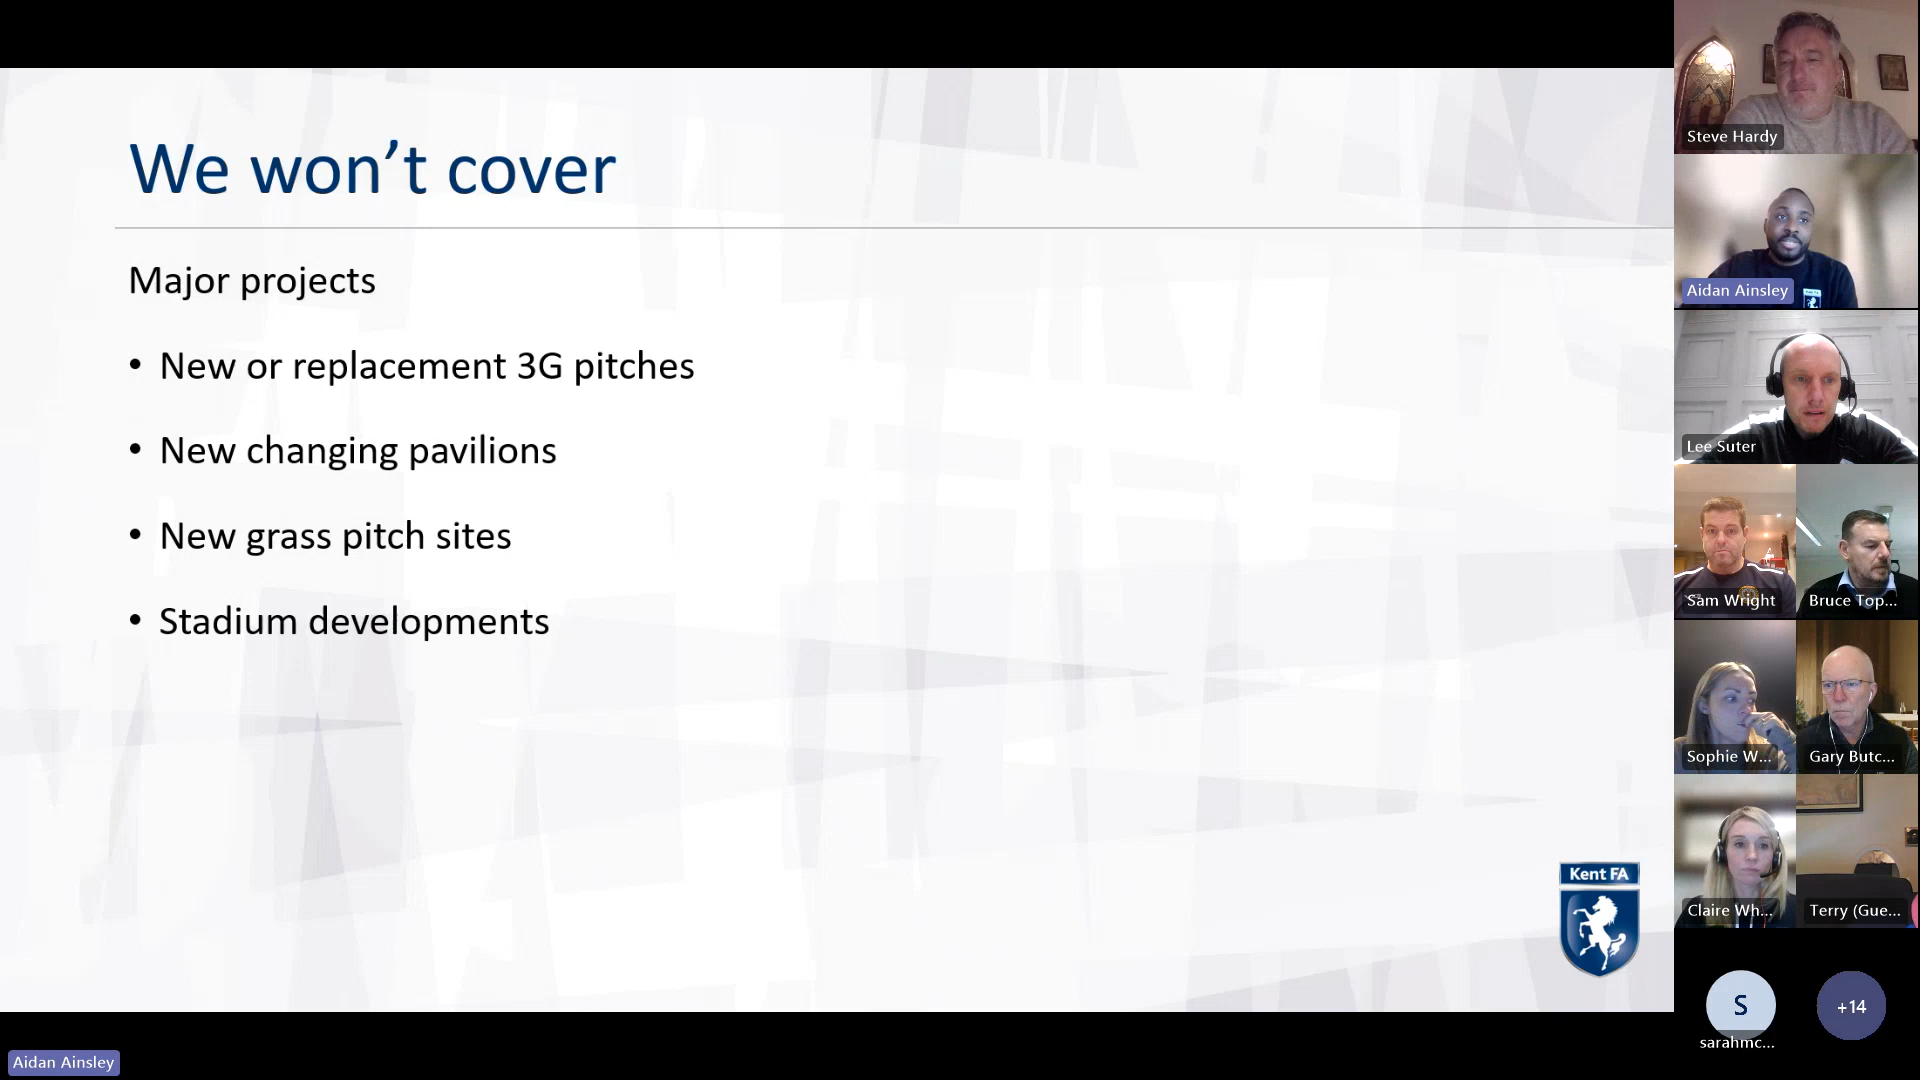 We won’t cover
Major projects
• New or replacement 3G pitches
• New changing pavilions
• New grass pitch sites
• Stadium developments
Kent FA
Aidan Ainsley
Steve Hardy
Aidan Ainsley
Kent FA
Lee Suter
Sam Wright
Bruce Top...
Sophie W...
Gary Butc...
Claire Wh...
Terry (Gue...
S
+14
sarahmc...